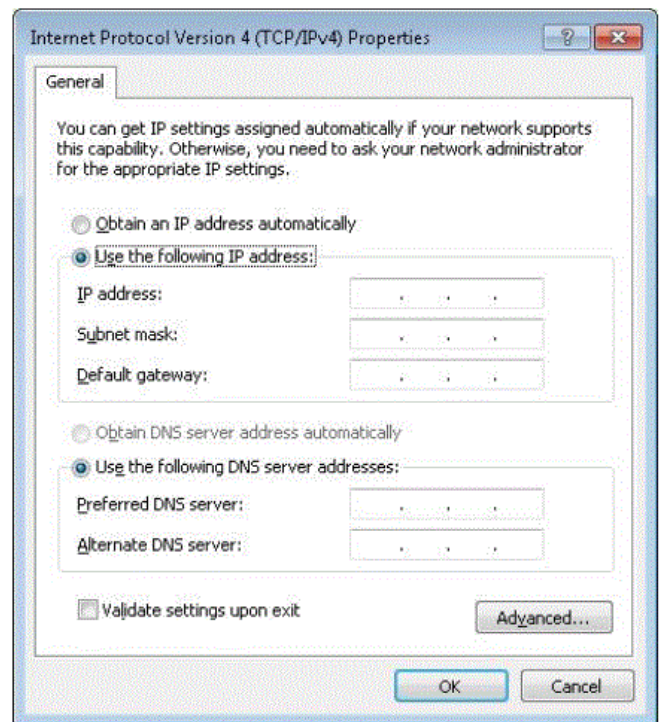 Internet Protocol Version 4 (TCP/IPv4) Properties
General
You can get IP settings assigned automatically if your network supports
this capability. Otherwise, you need to ask your network administrator
for the appropriate IP settings.
Obtain an IP address automatically
Use the following IP address:
IP address:
Subnet mask:
Default gateway:
Obtain DNS server address automatically
Use the following DNS server addresses:
Preferred DNS server:
Alternate DNS server:
Validate settings upon exit
Advanced...
OK Cancel